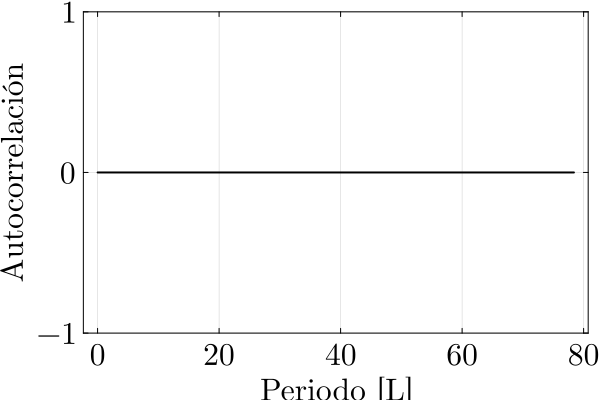 1
0
−1
Autocorrelación
0 20 40 60 80
Periodo [L]